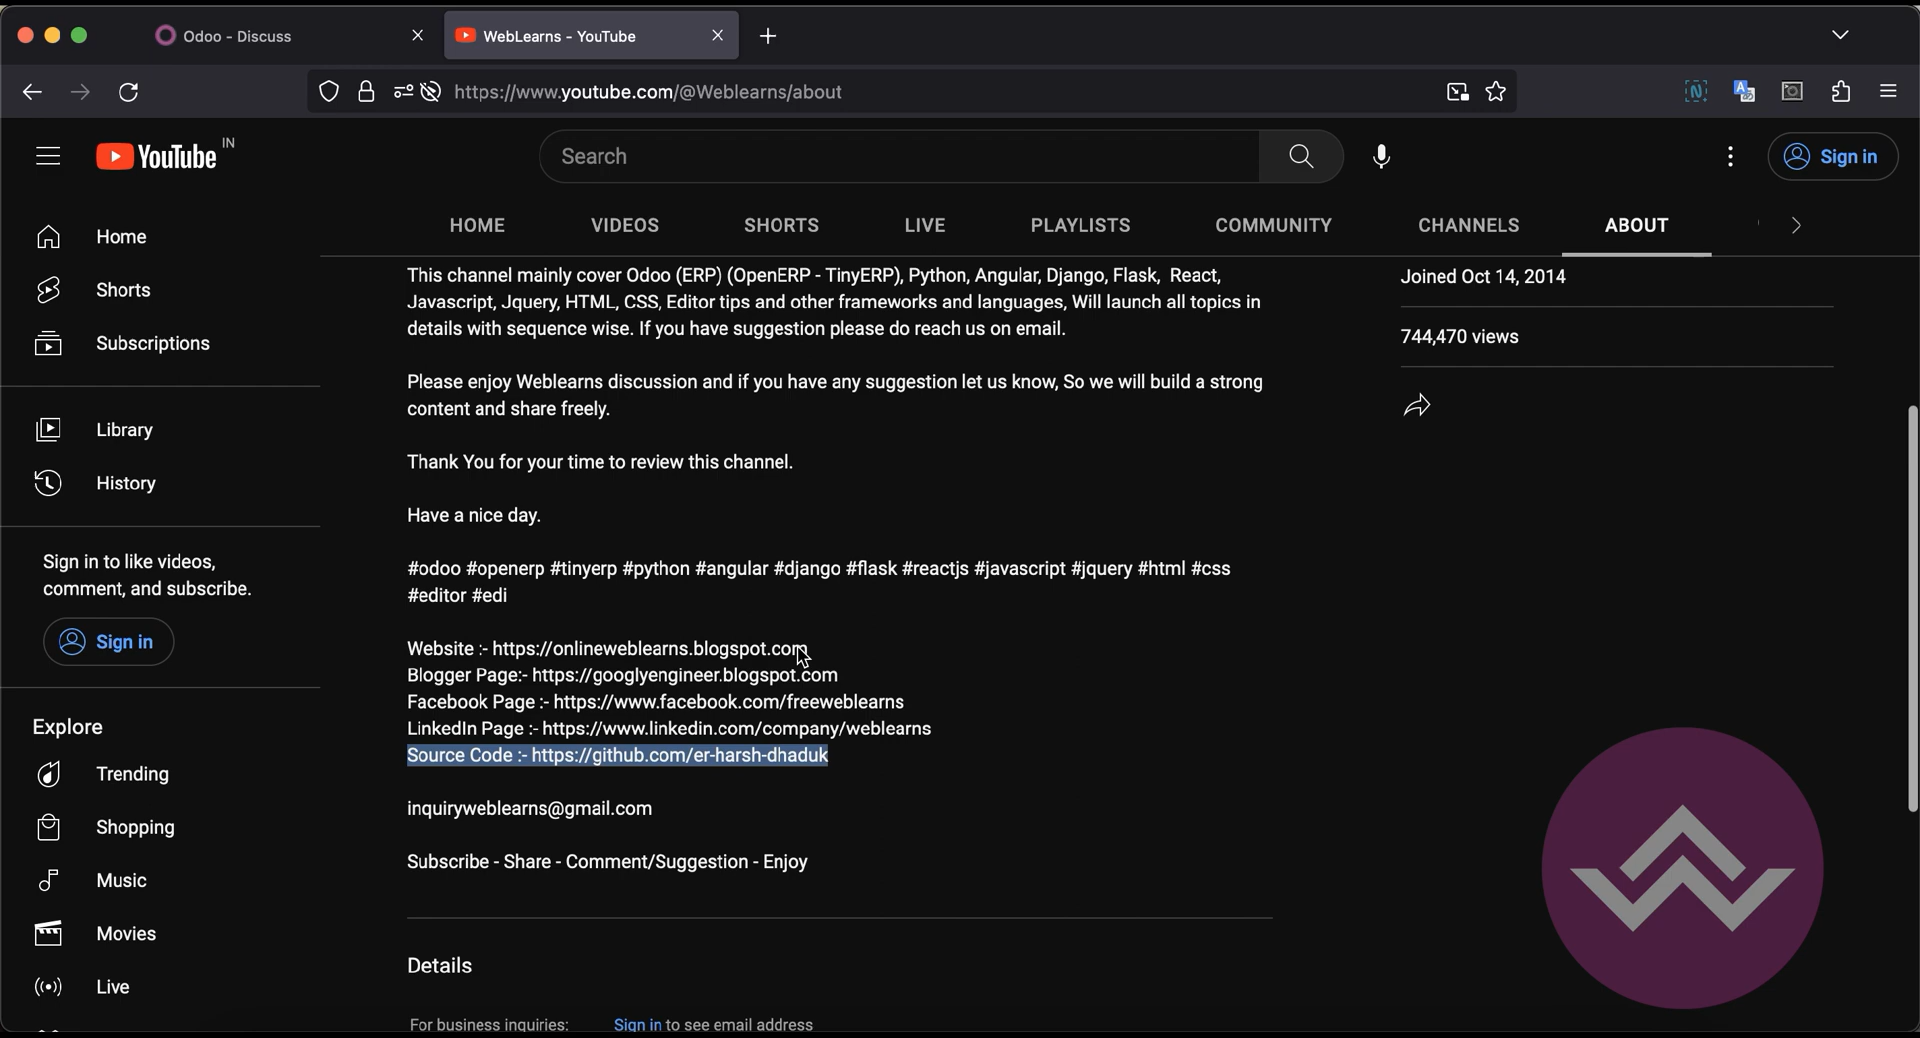 Odoo - Discuss
WebLearns - YouTube
https://www.youtube.com/@Weblearns/about
YouTube IN
Search
Sign in
HOME VIDEOS SHORTS LIVE PLAYLISTS COMMUNITY CHANNELS ABOUT
Home
Shorts
Subscriptions
Library
History
Sign in to like videos,
comment, and subscribe.
Sign in
Explore
Trending
Shopping
Music
Movies
Live
This channel mainly cover Odoo (ERP) (OpenERP - TinyERP), Python, Angular, Django, Flask, React,
Javascript, Jquery, HTML, CSS, Editor tips and other frameworks and languages, Will launch all topics in
details with sequence wise. If you have suggestion please do reach us on email.
Please enjoy Weblearns discussion and if you have any suggestion let us know, So we will build a strong
content and share freely.
Thank You for your time to review this channel.
Have a nice day.
#odoo #openerp #tinyerp #python #angular #django #flask #reactjs #javascript #jquery #html #css
#editor #edi
Website :- https://onlineweblearns.blogspot.com
Blogger Page:- https://googlyengineer.blogspot.com
Facebook Page :- https://www.facebook.com/freeweblearns
LinkedIn Page :- https://www.linkedin.com/company/weblearns
Source Code :- https://github.com/er-harsh-dhaduk
inquiryweblearns@gmail.com
Subscribe - Share - Comment/Suggestion - Enjoy
Details
For business inquiries: Sign in to see email address
Joined Oct 14, 2014
744,470 views